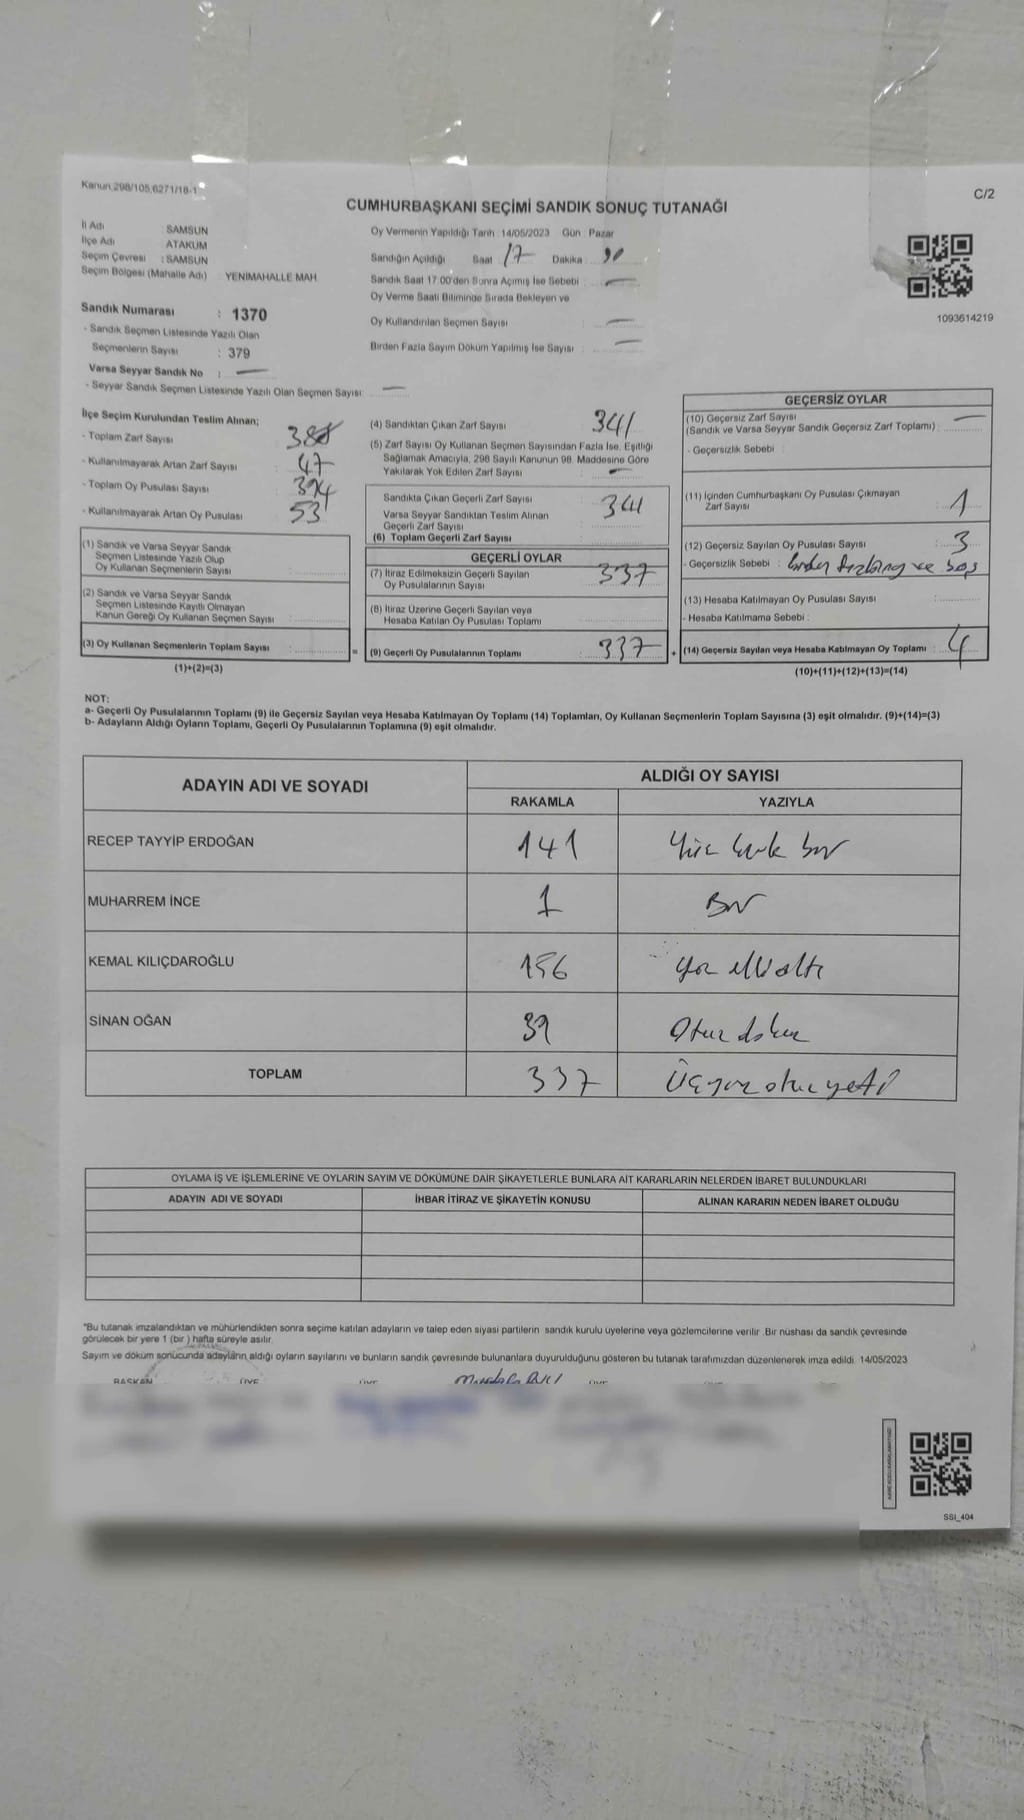 Kanun,298/105,6271/18-1
C/2
CUMHURBAŞKANI SEÇİMİ SANDIK SONUÇ TUTANAĞI
İl Adı : SAMSUN
İlçe Adı : ATAKUM
Seçim Çevresi : SAMSUN
Seçim Bölgesi (Mahalle Adı) : YENİMAHALLE MAH.
Sandık Numarası : 1370
- Sandık Seçmen Listesinde Yazılı Olan
Seçmenlerin Sayısı : 379
Varsa Seyyar Sandık No : —
- Seyyar Sandık Seçmen Listesinde Yazılı Olan Seçmen Sayısı: —
Oy Vermenin Yapıldığı Tarih :14/05/2023 Gün : Pazar
Sandığın Açıldığı Saat 17 Dakika :
Sandık Saat 17.00'den Sonra Açımış İse Sebebi : —
Oy Verme Saati Bitiminde Sırada Bekleyen ve
Oy Kullandırılan Seçmen Sayısı : —
Birden Fazla Sayım Döküm Yapılmış İse Sayısı : —
1093614219
İlçe Seçim Kurulundan Teslim Alınan;
- Toplam Zarf Sayısı
- Kullanılmayarak Artan Zarf Sayısı : 47
- Toplam Oy Pusulası Sayısı : 394
- Kullanılmayarak Artan Oy Pusulası : 53
(1) Sandık ve Varsa Seyyar Sandık
Seçmen Listesinde Yazılı Olup
Oy Kullanan Seçmenlerin Sayısı :
(2) Sandık ve Varsa Seyyar Sandık
Seçmen Listesinde Kayıtlı Olmayan
Kanun Gereği Oy Kullanan Seçmen Sayısı :
(3) Oy Kullanan Seçmenlerin Toplam Sayısı :
(1)+(2)=(3)
(4) Sandıktan Çıkan Zarf Sayısı : 341
(5) Zarf Sayısı Oy Kullanan Seçmen Sayısından Fazla İse, Eşitliği
Sağlamak Amacıyla, 298 Sayılı Kanunun 98. Maddesine Göre
Yakılarak Yok Edilen Zarf Sayısı : —
Sandıkta Çıkan Geçerli Zarf Sayısı : 341
Varsa Seyyar Sandıktan Teslim Alınan
Geçerli Zarf Sayısı
(6) Toplam Geçerli Zarf Sayısı
GEÇERLİ OYLAR
(7) İtiraz Edilmeksizin Geçerli Sayılan : 337
Oy Pusulalarının Sayısı
(8) İtiraz Üzerine Geçerli Sayılan veya
Hesaba Katılan Oy Pusulası Toplamı
= (9) Geçerli Oy Pusulalarının Toplamı : 337 +
GEÇERSİZ OYLAR
(10) Geçersiz Zarf Sayısı
(Sandık ve Varsa Seyyar Sandık Geçersiz Zarf Toplamı) : —
- Geçersizlik Sebebi :
(11) İçinden Cumhurbaşkanı Oy Pusulası Çıkmayan
Zarf Sayısı : 1
(12) Geçersiz Sayılan Oy Pusulası Sayısı : 3
- Geçersizlik Sebebi : ve boş
(13) Hesaba Katılmayan Oy Pusulası Sayısı :
- Hesaba Katılmama Sebebi :
(14) Geçersiz Sayılan veya Hesaba Katılmayan Oy Toplamı : 4
(10)+(11)+(12)+(13)=(14)
NOT:
a- Geçerli Oy Pusulalarının Toplamı (9) ile Geçersiz Sayılan veya Hesaba Katılmayan Oy Toplamı (14) Toplamları, Oy Kullanan Seçmenlerin Toplam Sayısına (3) eşit olmalıdır. (9)+(14)=(3)
b- Adayların Aldığı Oyların Toplamı, Geçerli Oy Pusulalarının Toplamına (9) eşit olmalıdır.
ADAYIN ADI VE SOYADI ALDIĞI OY SAYISI
RAKAMLA YAZIYLA
RECEP TAYYİP ERDOĞAN 141 Yüz kırk bir
MUHARREM İNCE 1 Bir
KEMAL KILIÇDAROĞLU 156 yüz elli altı
SİNAN OĞAN 39 Otuz dokuz
TOPLAM 337 Üçyüz otuz yedi
OYLAMA İŞ VE İŞLEMLERİNE VE OYLARIN SAYIM VE DÖKÜMÜNE DAİR ŞİKAYETLERLE BUNLARA AİT KARARLARIN NELERDEN İBARET BULUNDUKLARI
ADAYIN ADI VE SOYADI İHBAR İTİRAZ VE ŞİKAYETİN KONUSU ALINAN KARARIN NEDEN İBARET OLDUĞU
"Bu tutanak imzalandıktan ve mühürlendikten sonra seçime katılan adayların ve talep eden siyasi partilerin sandık kurulu üyelerine veya gözlemcilerine verilir. Bir nüshası da sandık çevresinde
görülecek bir yere 1 (bir ) hafta süreyle asılır.
Sayım ve döküm sonucunda adayların aldığı oyların sayılarını ve bunların sandık çevresinde bulunanlara duyurulduğunu gösteren bu tutanak tarafımızdan düzenlenerek imza edildi. 14/05/2023
BAŞKAN ÜYE ÜYE ÜYE
SSI_404